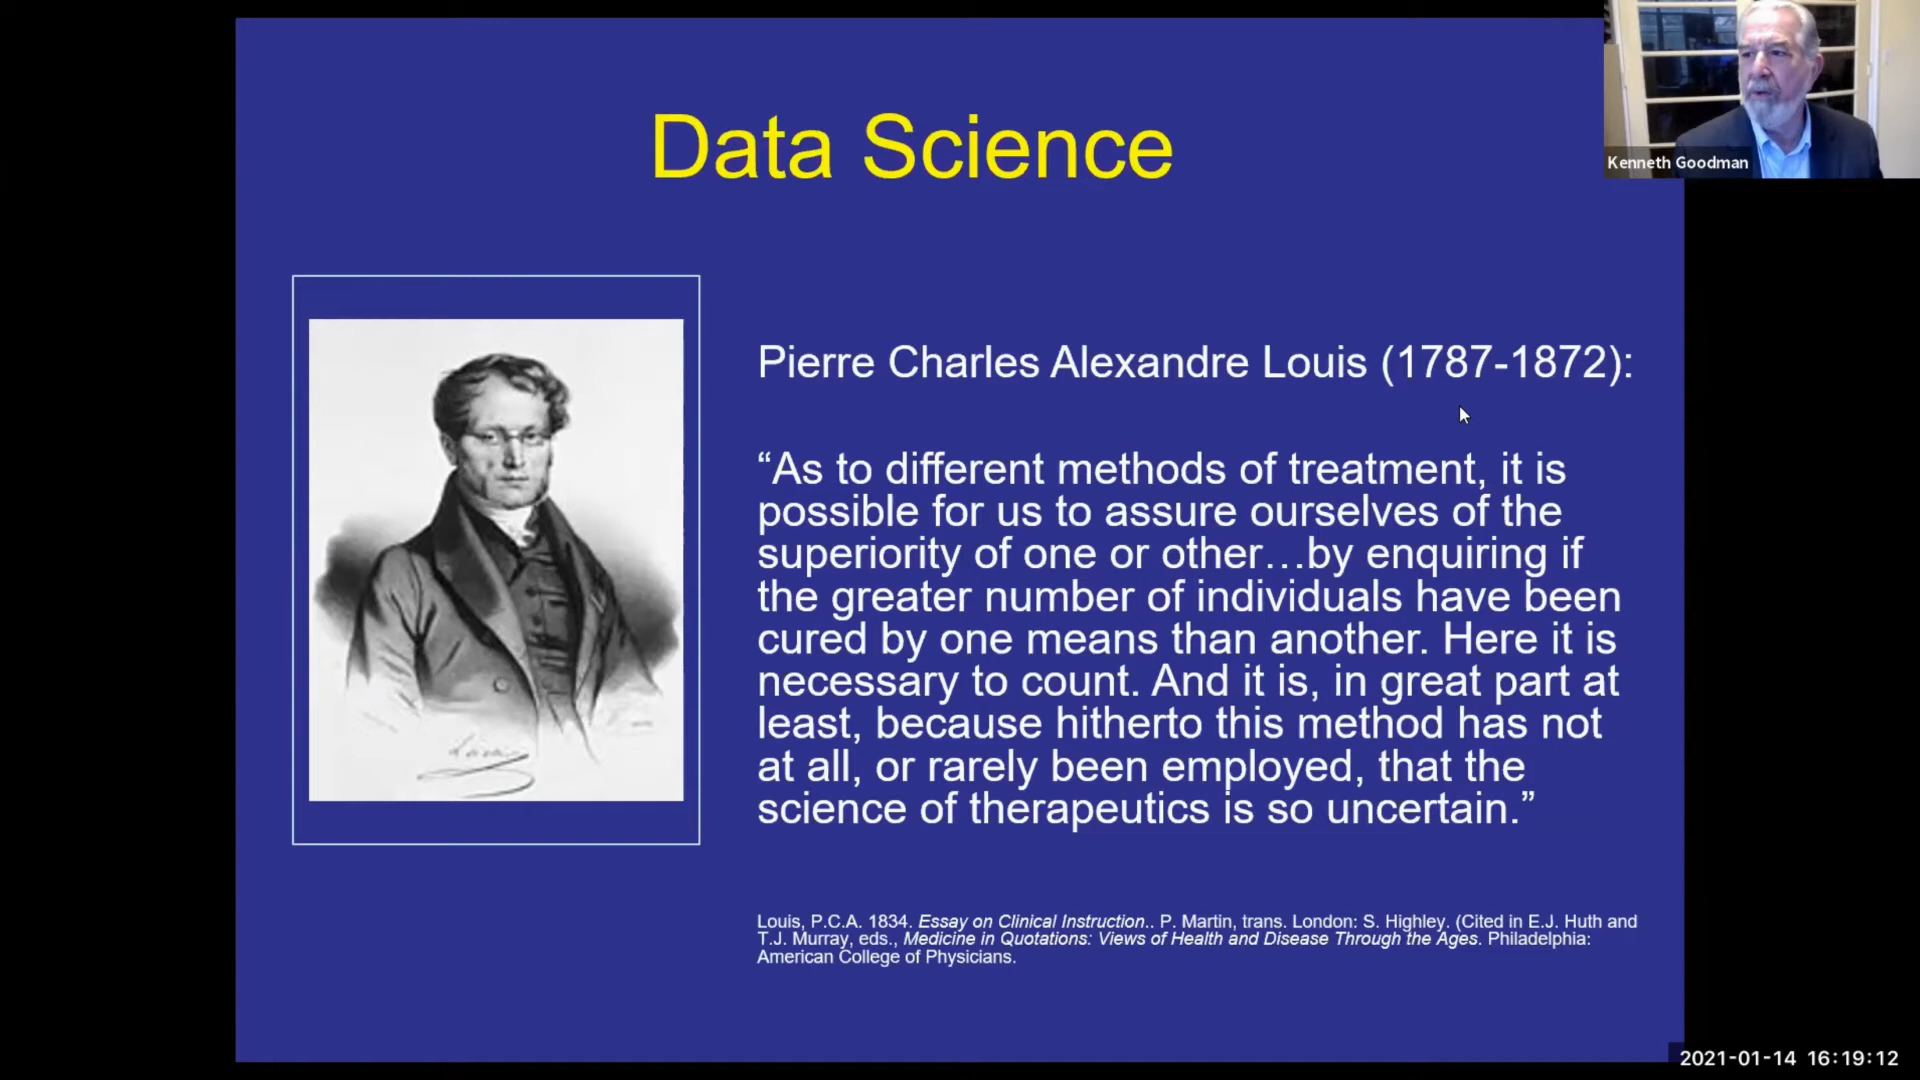 Data Science
Kenneth Goodman
Pierre Charles Alexandre Louis (1787-1872):
“As to different methods of treatment, it is
possible for us to assure ourselves of the
superiority of one or other…by enquiring if
the greater number of individuals have been
cured by one means than another. Here it is
necessary to count. And it is, in great part at
least, because hitherto this method has not
at all, or rarely been employed, that the
science of therapeutics is so uncertain.”
Louis, P.C.A. 1834. Essay on Clinical Instruction.. P. Martin, trans. London: S. Highley. (Cited in E.J. Huth and
T.J. Murray, eds., Medicine in Quotations: Views of Health and Disease Through the Ages. Philadelphia:
American College of Physicians.
2021-01-14 16:19:12